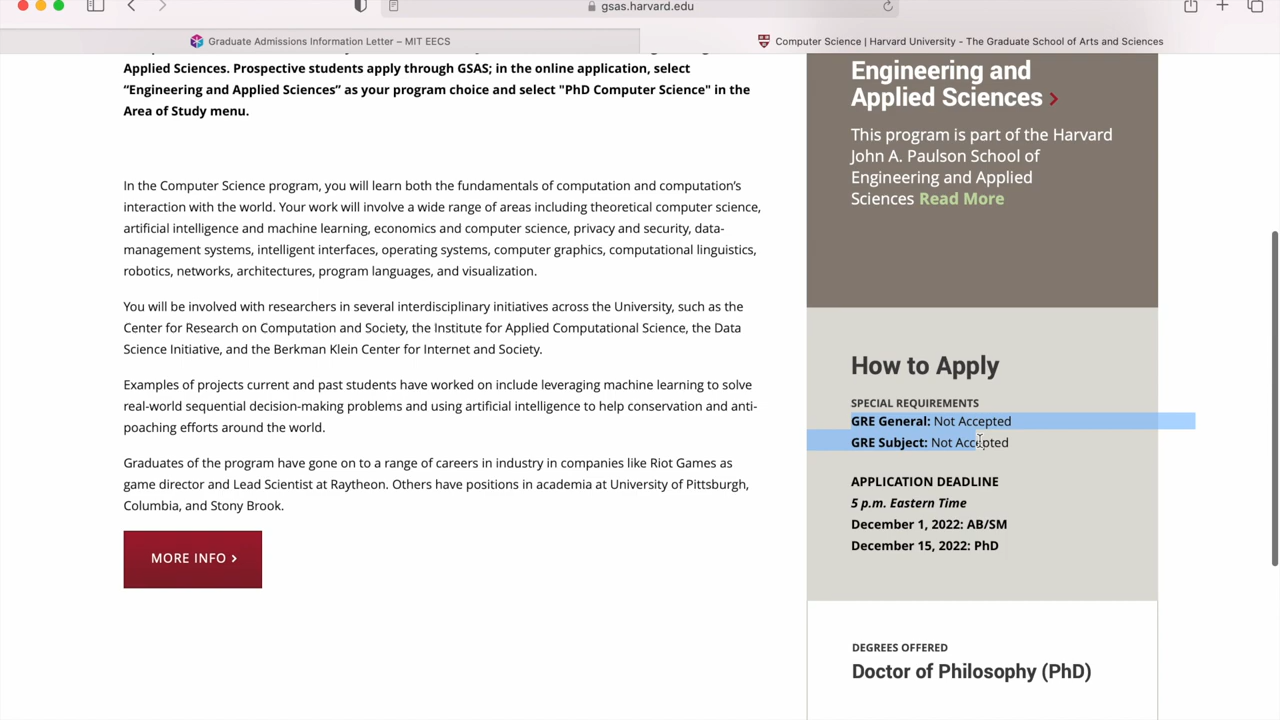 gsas.harvard.edu
Graduate Admissions Information Letter – MIT EECS
Computer Science | Harvard University - The Graduate School of Arts and Sciences
Applied Sciences. Prospective students apply through GSAS; in the online application, select
“Engineering and Applied Sciences” as your program choice and select "PhD Computer Science" in the
Area of Study menu.
In the Computer Science program, you will learn both the fundamentals of computation and computation’s
interaction with the world. Your work will involve a wide range of areas including theoretical computer science,
artificial intelligence and machine learning, economics and computer science, privacy and security, data-
management systems, intelligent interfaces, operating systems, computer graphics, computational linguistics,
robotics, networks, architectures, program languages, and visualization.
You will be involved with researchers in several interdisciplinary initiatives across the University, such as the
Center for Research on Computation and Society, the Institute for Applied Computational Science, the Data
Science Initiative, and the Berkman Klein Center for Internet and Society.
Examples of projects current and past students have worked on include leveraging machine learning to solve
real-world sequential decision-making problems and using artificial intelligence to help conservation and anti-
poaching efforts around the world.
Graduates of the program have gone on to a range of careers in industry in companies like Riot Games as
game director and Lead Scientist at Raytheon. Others have positions in academia at University of Pittsburgh,
Columbia, and Stony Brook.
MORE INFO >
Engineering and
Applied Sciences >
This program is part of the Harvard
John A. Paulson School of
Engineering and Applied
Sciences Read More
How to Apply
SPECIAL REQUIREMENTS
GRE General: Not Accepted
GRE Subject: Not Accepted
APPLICATION DEADLINE
5 p.m. Eastern Time
December 1, 2022: AB/SM
December 15, 2022: PhD
DEGREES OFFERED
Doctor of Philosophy (PhD)